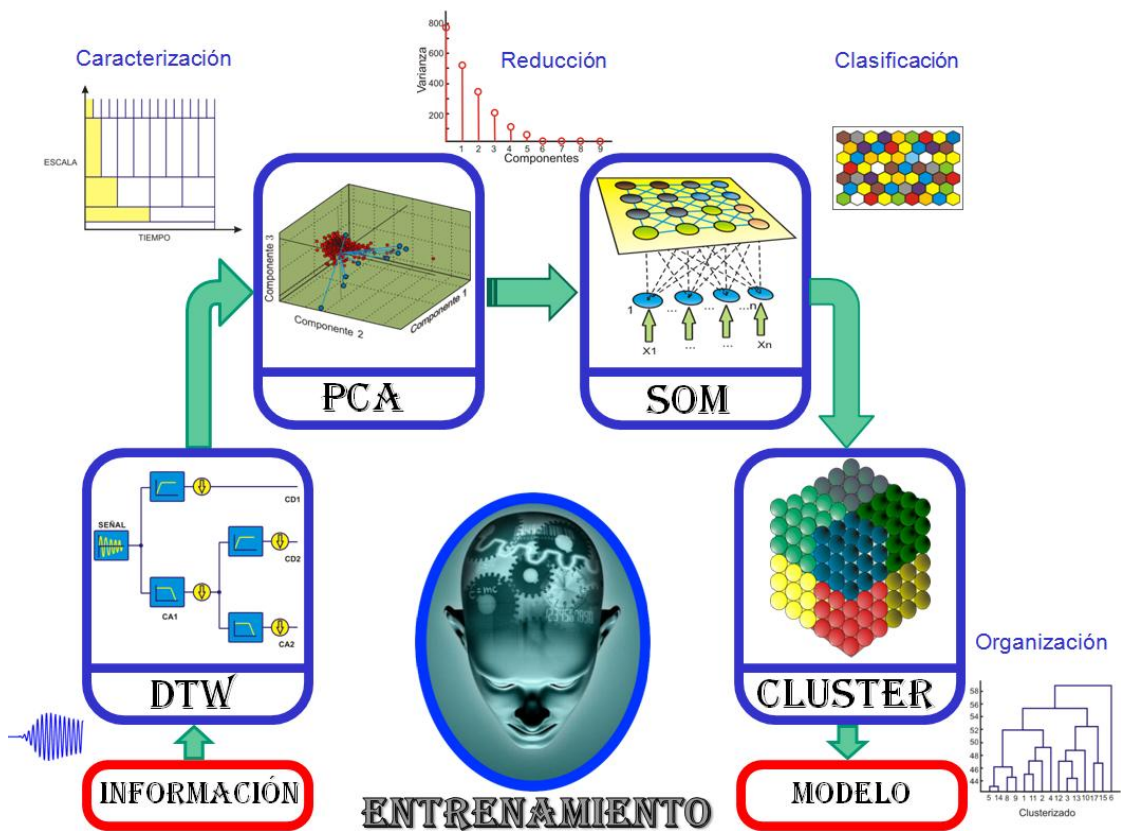 Caracterización
ESCALA
TIEMPO
Reducción
Varianza
800
600
400
200
1 2 3 4 5 6 7 8 9
Componentes
Clasificación
Componente 3
Componente 2
Componente 1
PCA
1 ... ... ...n
X1 ... ... Xn
SOM
SEÑAL
CD1
CD2
CA1
CA2
DTW
INFORMACIÓN
ENTRENAMIENTO
CLUSTER
MODELO
Organización
58
56
54
52
50
48
46
44
5 14 8 9 1 11 2 4 12 3 13 10 17 15 6
Clusterizado